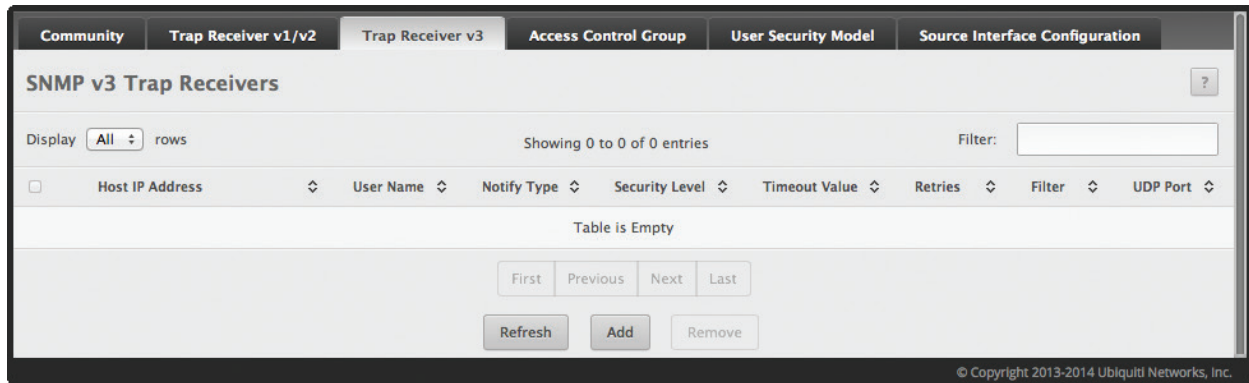 Community Trap Receiver v1/v2 Trap Receiver v3 Access Control Group User Security Model Source Interface Configuration
SNMP v3 Trap Receivers ?
Display All rows Showing 0 to 0 of 0 entries Filter:
Host IP Address User Name Notify Type Security Level Timeout Value Retries Filter UDP Port
Table is Empty
First Previous Next Last
Refresh Add Remove
© Copyright 2013-2014 Ubiquiti Networks, Inc.